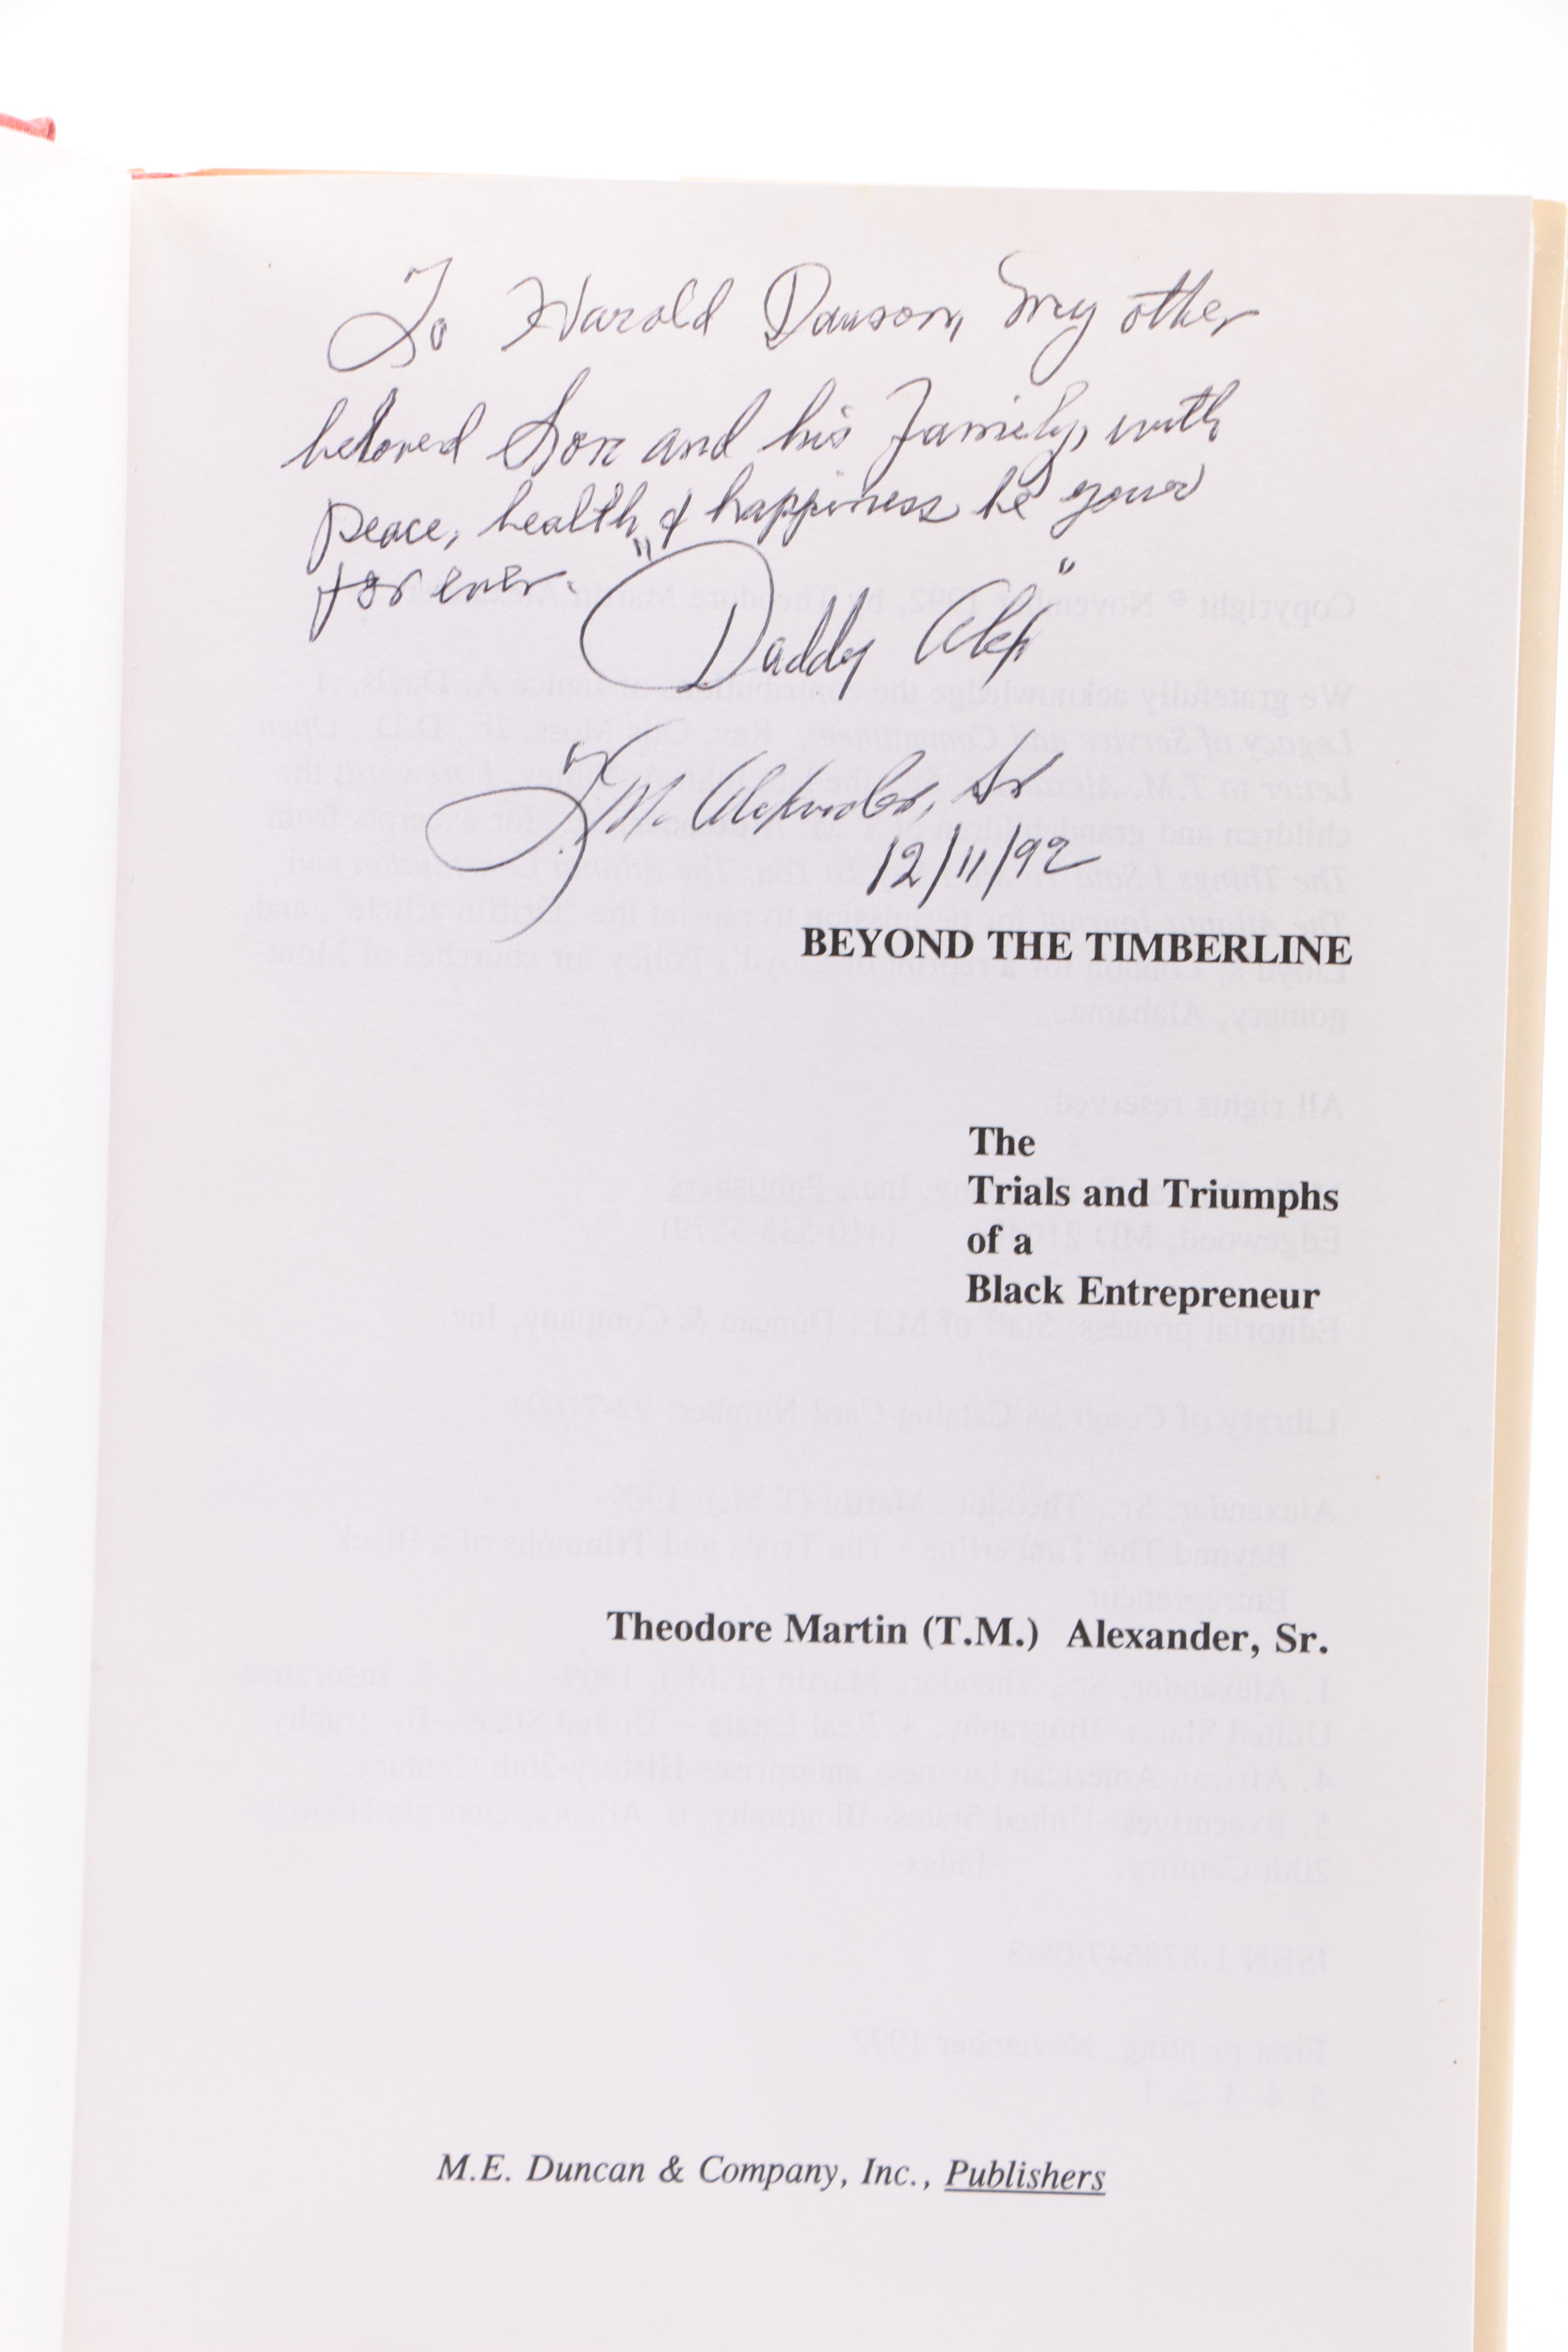 To Harold Dawson, my other
beloved Son and his Family, with
peace, health & happiness be yours
forever.
"Daddy Alex"
T.M. Alexander, Sr
12/11/92
BEYOND THE TIMBERLINE
The
Trials and Triumphs
of a
Black Entrepreneur
Theodore Martin (T.M.) Alexander, Sr.
M.E. Duncan & Company, Inc., Publishers